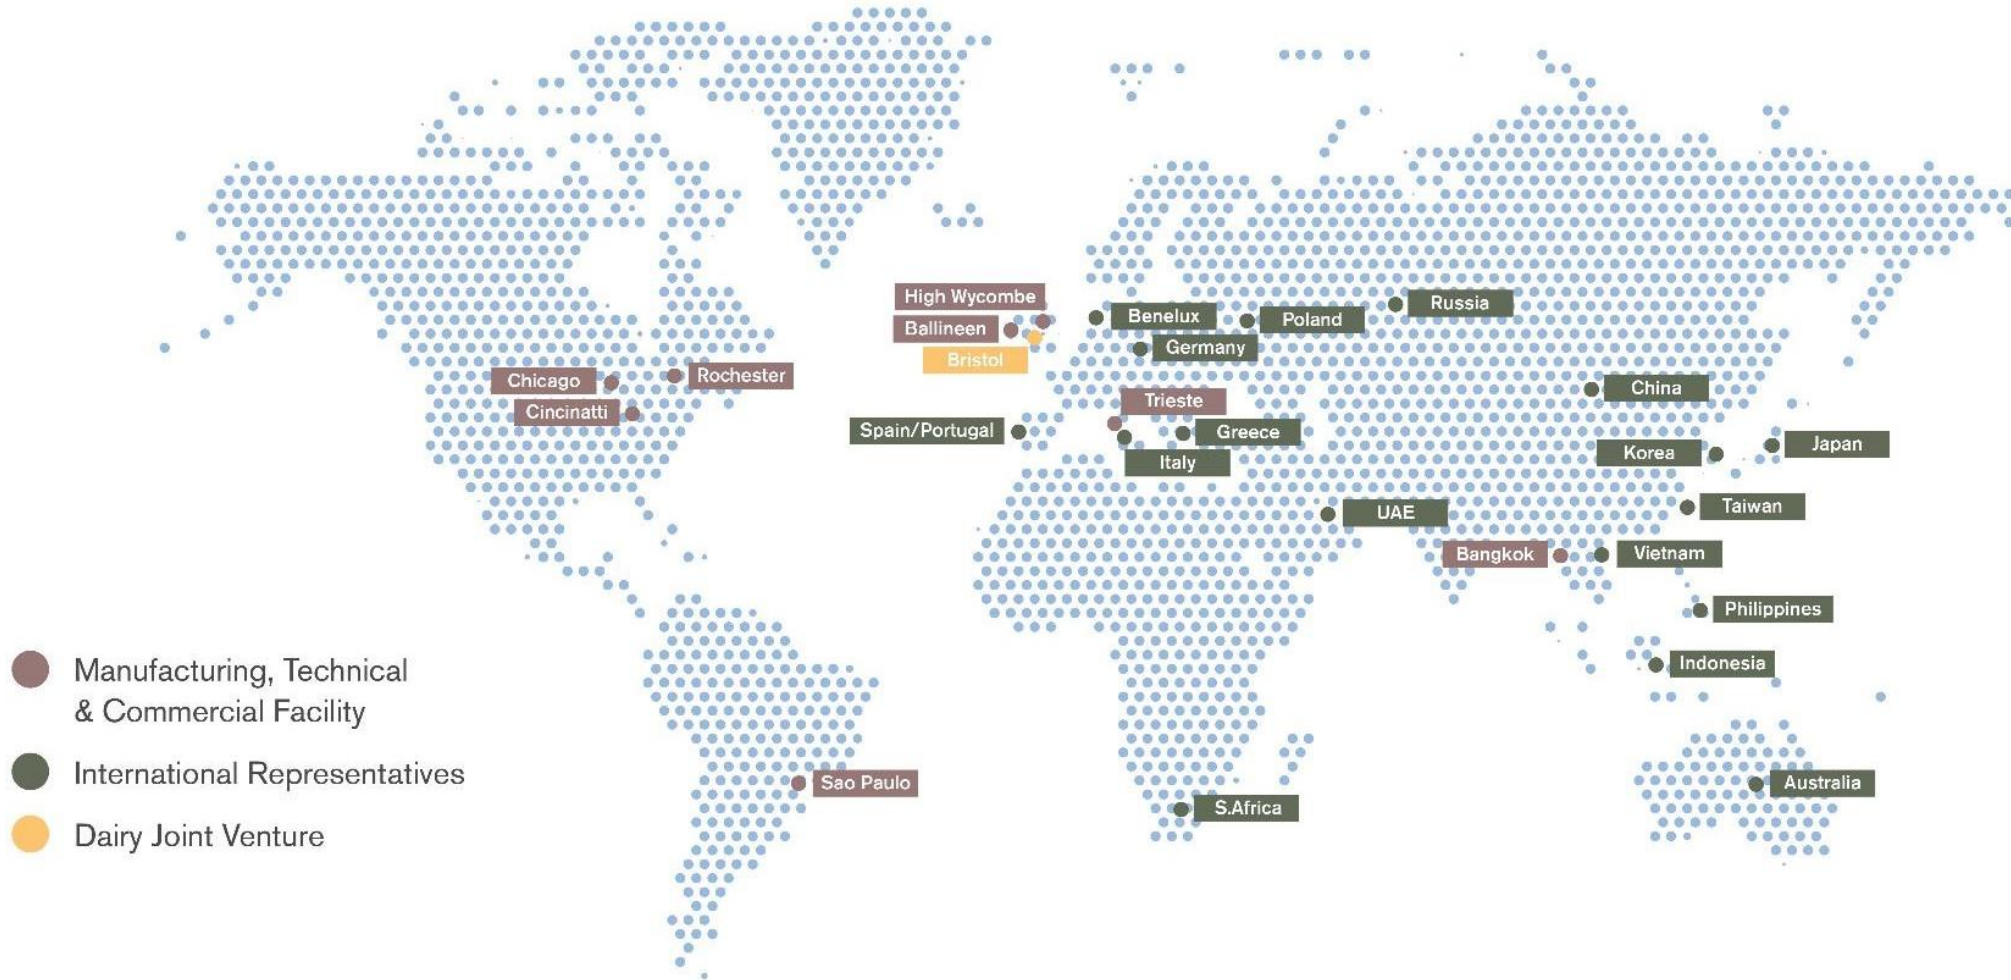 High Wycombe
Ballineen
Bristol
Benelux
Poland
Russia
Germany
Chicago
Rochester
Cincinatti
Trieste
China
Spain/Portugal
Greece
Italy
Korea
Japan
UAE
Taiwan
Bangkok
Vietnam
Philippines
Indonesia
Manufacturing, Technical
& Commercial Facility
International Representatives
Dairy Joint Venture
Sao Paulo
S.Africa
Australia